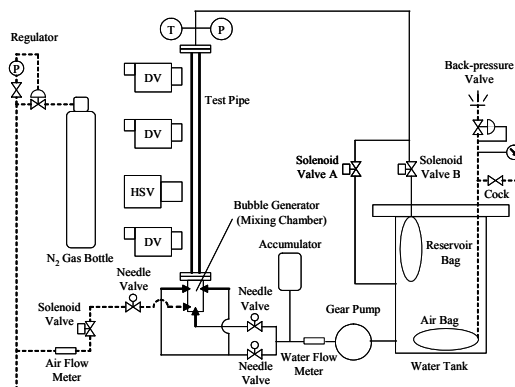 Regulator
P
T
P
DV
DV
HSV
DV
Test Pipe
Bubble Generator
(Mixing Chamber)
N2 Gas Bottle
Needle
Valve
Solenoid
Valve
Air Flow
Meter
Accumulator
Needle
Valve
Needle
Valve
Water Flow
Meter
Gear Pump
Solenoid
Valve A
Solenoid
Valve B
Back-pressure
Valve
Cock
Reservoir
Bag
Air Bag
Water Tank